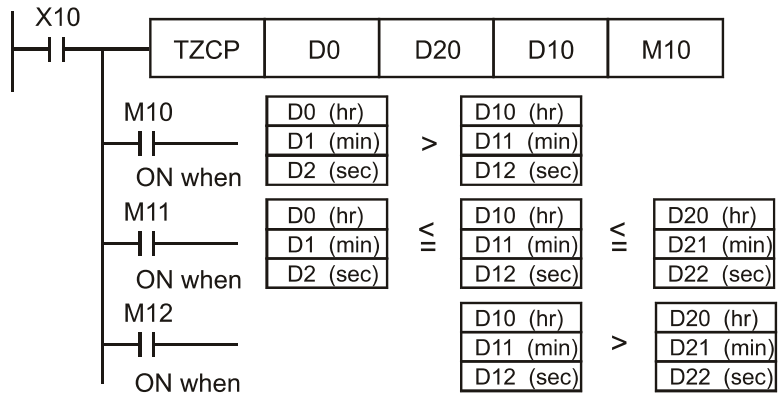 X10
TZCP D0 D20 D10 M10
M10
D0 (hr) D10 (hr)
D1 (min) > D11 (min)
D2 (sec) D12 (sec)
ON when
M11
D0 (hr) D10 (hr) D20 (hr)
D1 (min) ≦ D11 (min) ≦ D21 (min)
D2 (sec) D12 (sec) D22 (sec)
ON when
M12
D10 (hr) D20 (hr)
D11 (min) > D21 (min)
D12 (sec) D22 (sec)
ON when